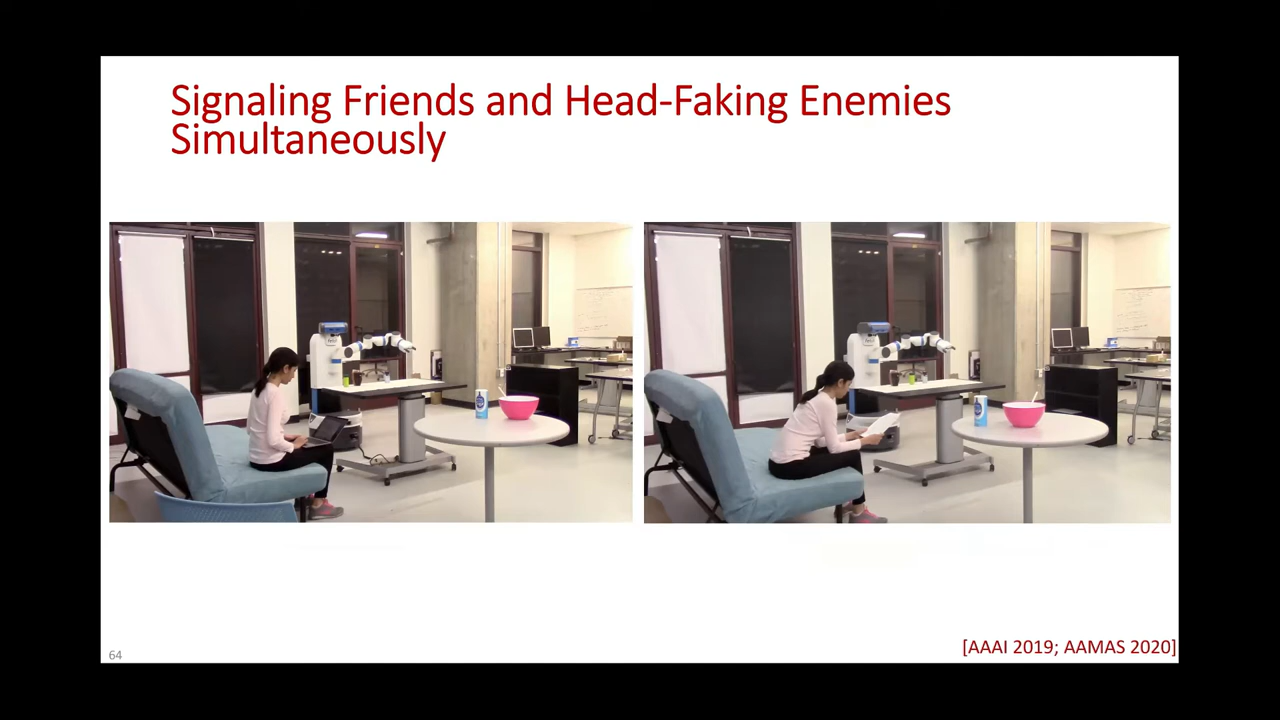 Signaling Friends and Head-Faking Enemies
Simultaneously
64
[AAAI 2019; AAMAS 2020]